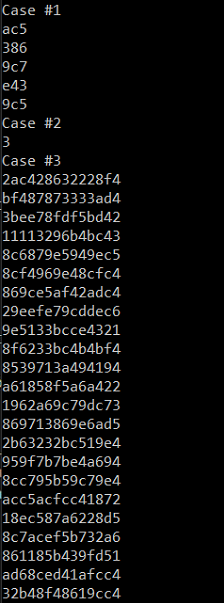 Case #1
ac5
386
9c7
e43
9c5
Case #2
3
Case #3
2ac428632228f4
bf487873333ad4
3bee78fdf5bd42
11113296b4bc43
8c6879e5949ec5
8cf4969e48cfc4
869ce5af42adc4
29eefe79cddec6
9e5133bcce4321
8f6233bc4b4bf4
8539713a494194
a61858f5a6a422
1962a69c79dc73
869713869e6ad5
2b63232bc519e4
959f7b7be4a694
8cc795b59c79e4
acc5acfcc41872
18ec587a6228d5
8c7acef5b732a6
861185b439fd51
ad68ced41afcc4
32b48f48619cc4